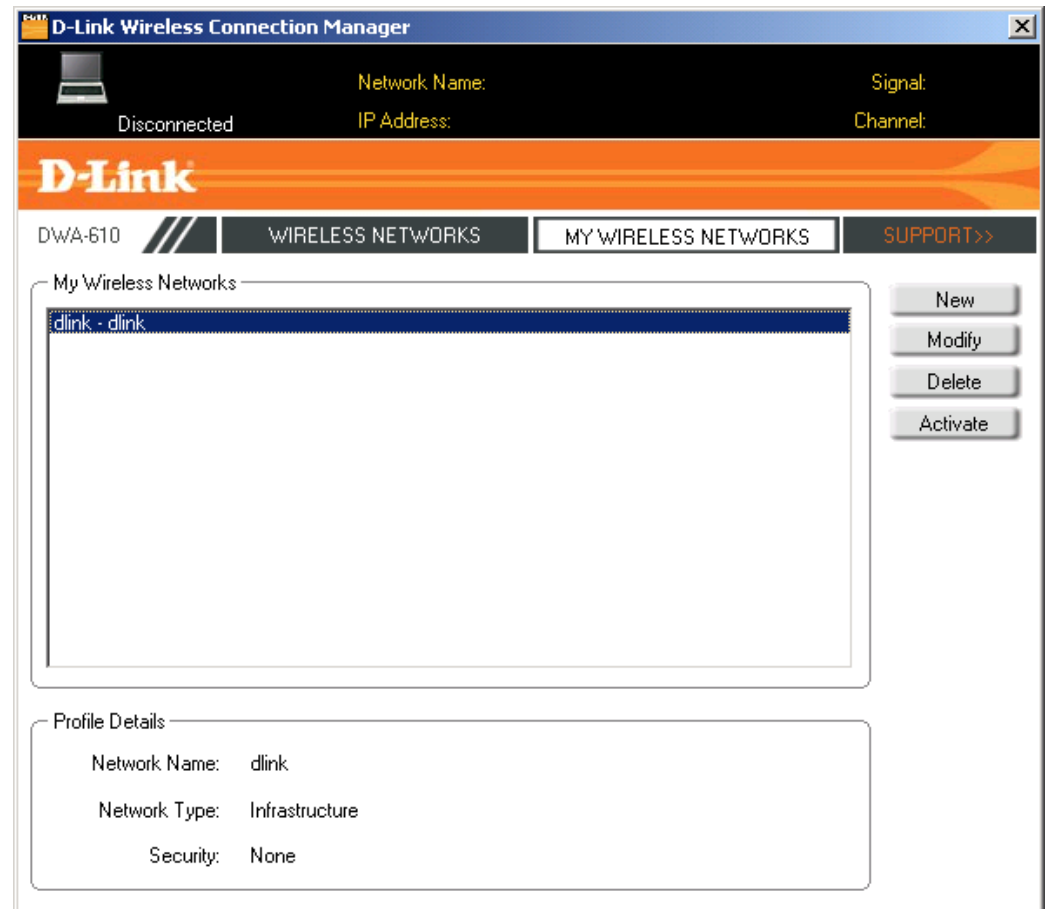 D-Link Wireless Connection Manager
Network Name: Signal:
Disconnected IP Address: Channel:
D-Link
DWA-610 WIRELESS NETWORKS MY WIRELESS NETWORKS SUPPORT>>
My Wireless Networks
New
dlink - dlink
Modify
Delete
Activate
Profile Details
Network Name: dlink
Network Type: Infrastructure
Security: None